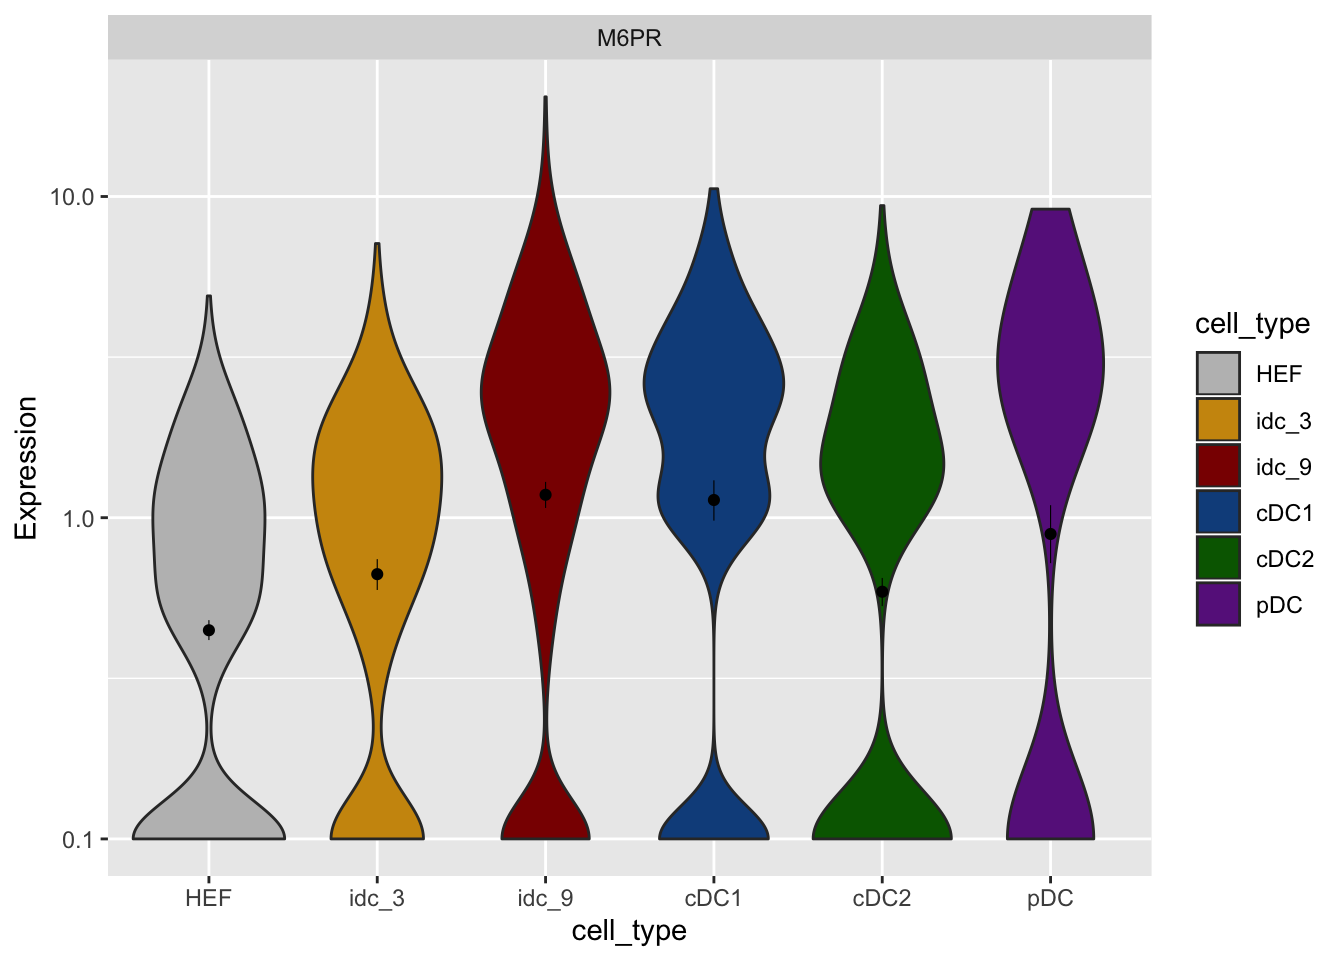 M6PR
Expression
10.0
1.0
0.1
HEF
idc_3
idc_9
cDC1
cDC2
pDC
cell_type
cell_type
HEF
idc_3
idc_9
cDC1
cDC2
pDC